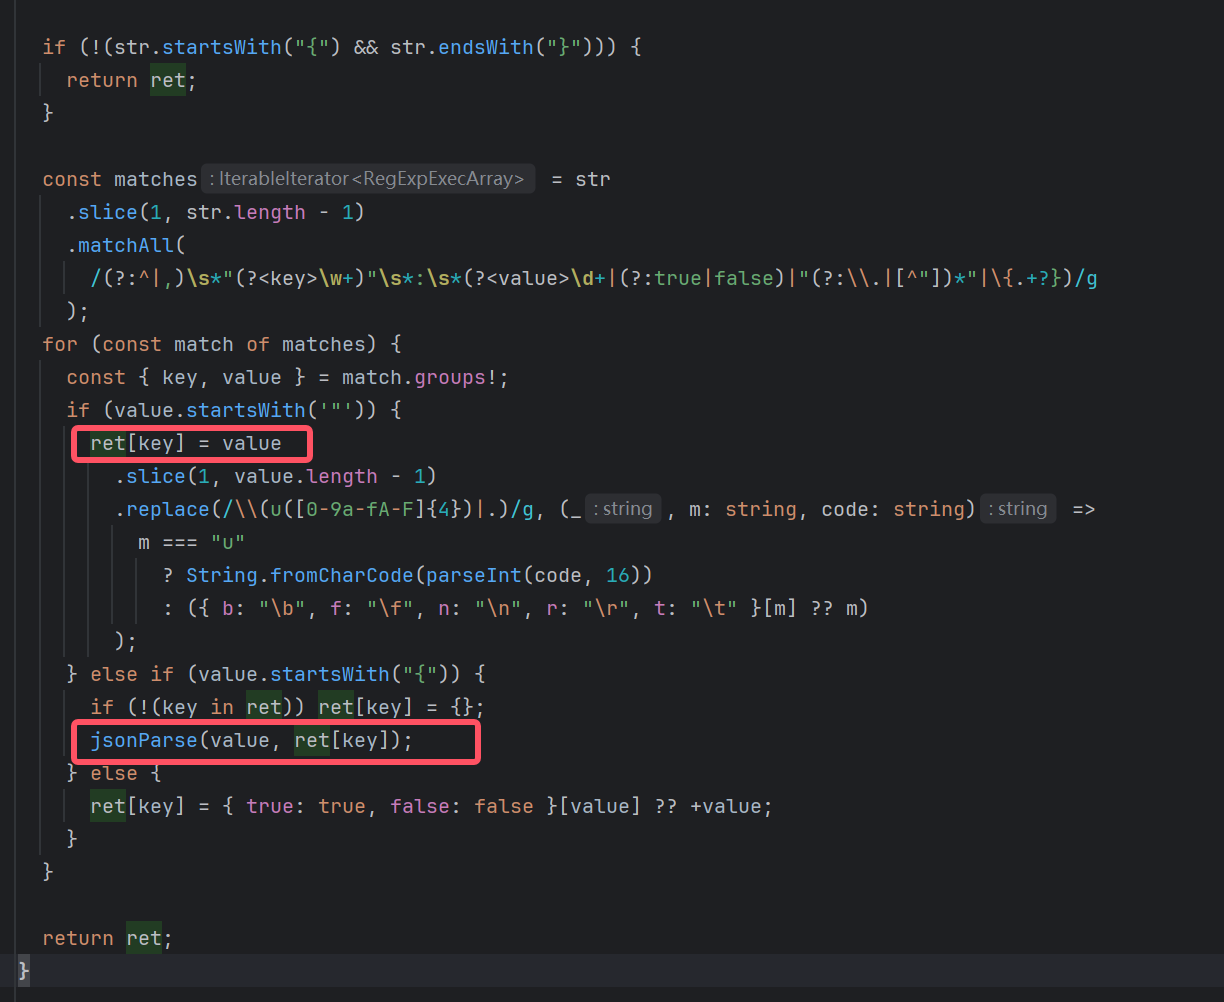 if (!(str.startsWith("{") && str.endsWith("}"))) {
return ret;
}
const matches : IterableIterator<RegExpExecArray> = str
.slice(1, str.length - 1)
.matchAll(
/(?:^|,)\s*"(?<key>\w+)"\s*:\s*(?<value>\d+|(?:true|false)|"(?:\\.|[^"])*"|\{.+?})/g
);
for (const match of matches) {
const { key, value } = match.groups!;
if (value.startsWith('"')) {
ret[key] = value
.slice(1, value.length - 1)
.replace(/\\(u([0-9a-fA-F]{4})|.)/g, (_ : string , m: string, code: string) : string =>
m === "u"
? String.fromCharCode(parseInt(code, 16))
: ({ b: "\b", f: "\f", n: "\n", r: "\r", t: "\t" }[m] ?? m)
);
} else if (value.startsWith("{")) {
if (!(key in ret)) ret[key] = {};
jsonParse(value, ret[key]);
} else {
ret[key] = { true: true, false: false }[value] ?? +value;
}
}
return ret;
}